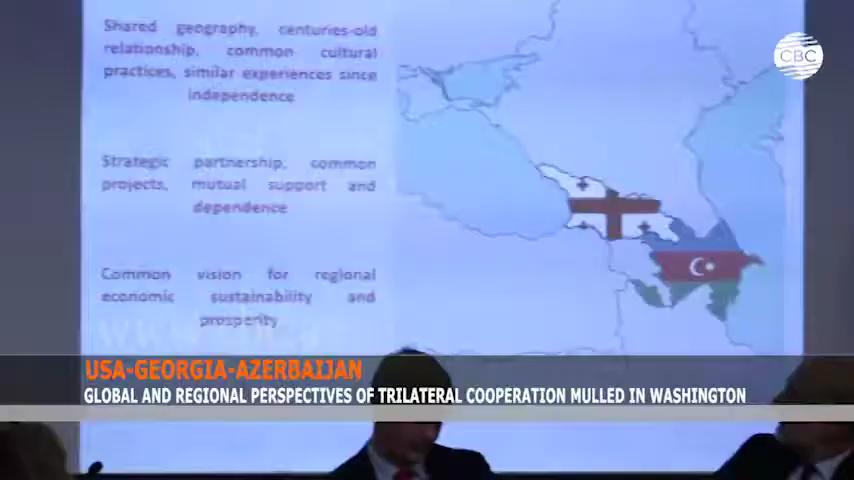 Shared geography, centuries-old
relationship, common cultural
practices, similar experiences since
independence
CBC
Strategic partnership, common
projects, mutual support and
dependence
Common vision for regional
economic sustainability and
prosperity
USA-GEORGIA-AZERBAIJAN
GLOBAL AND REGIONAL PERSPECTIVES OF TRILATERAL COOPERATION MULLED IN WASHINGTON